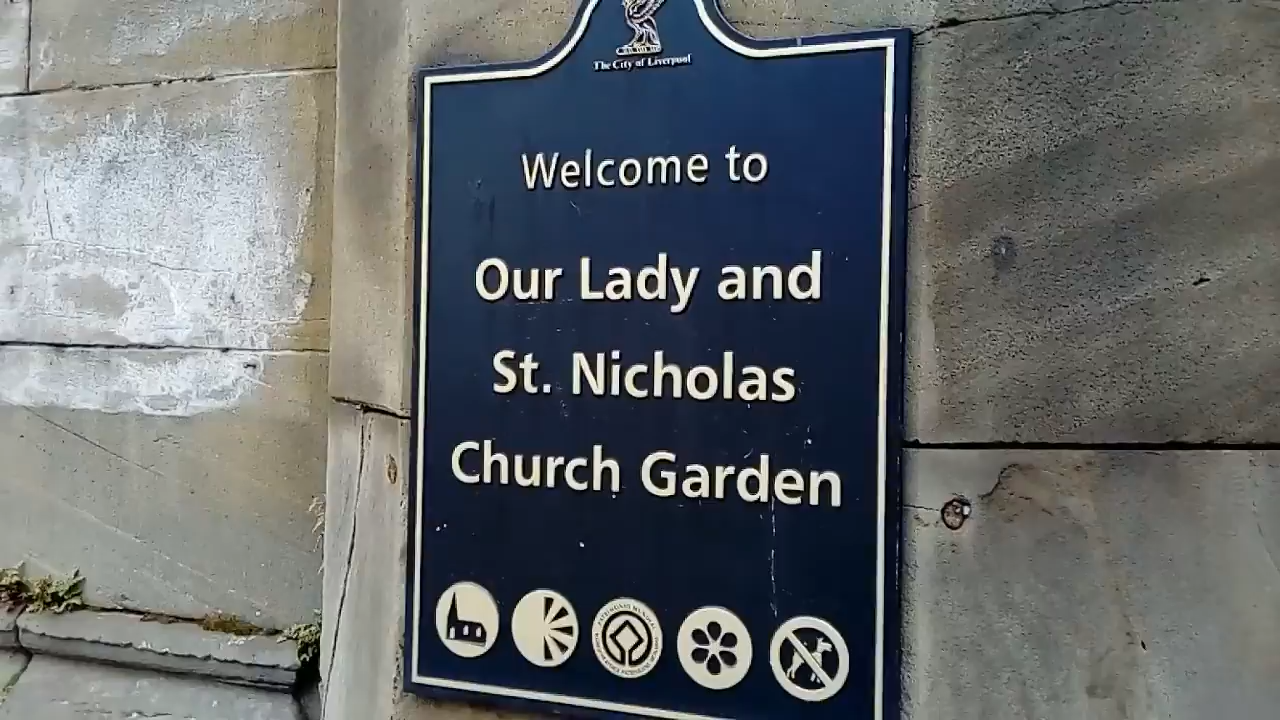 The City of Liverpool
Welcome to
Our Lady and
St. Nicholas
Church Garden